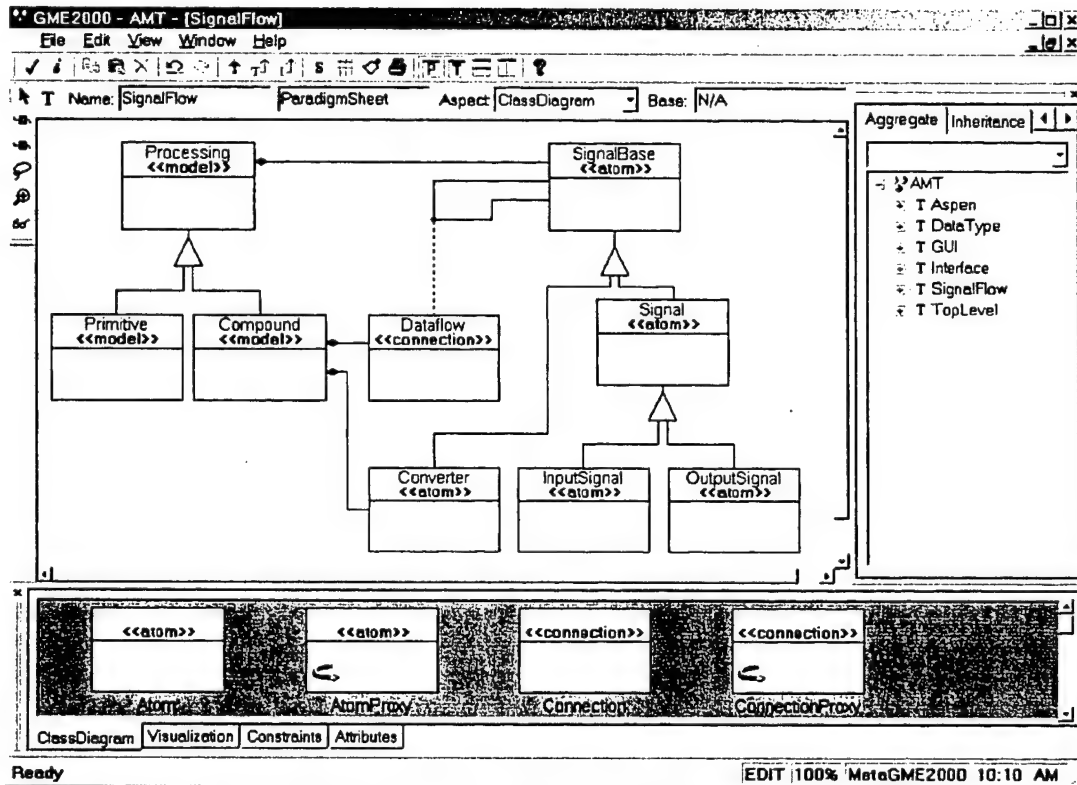 GME2000 - AMT - [SignalFlow]
File Edit View Window Help
Name: SignalFlow ParadigmSheet Aspect: ClassDiagram Base: N/A
Aggregate Inheritance
AMT
Aspen
DataType
GUI
Interface
SignalFlow
TopLevel
Processing
<<model>>
SignalBase
<<atom>>
Primitive
<<model>>
Compound
<<model>>
Dataflow
<<connection>>
Signal
<<atom>>
Converter
<<atom>>
InputSignal
<<atom>>
OutputSignal
<<atom>>
<<atom>>
Atom
<<atom>>
AtomProxy
<<connection>>
Connection
<<connection>>
ConnectionProxy
ClassDiagram Visualization Constraints Attributes
Ready EDIT 100% MetaGME2000 10:10 AM